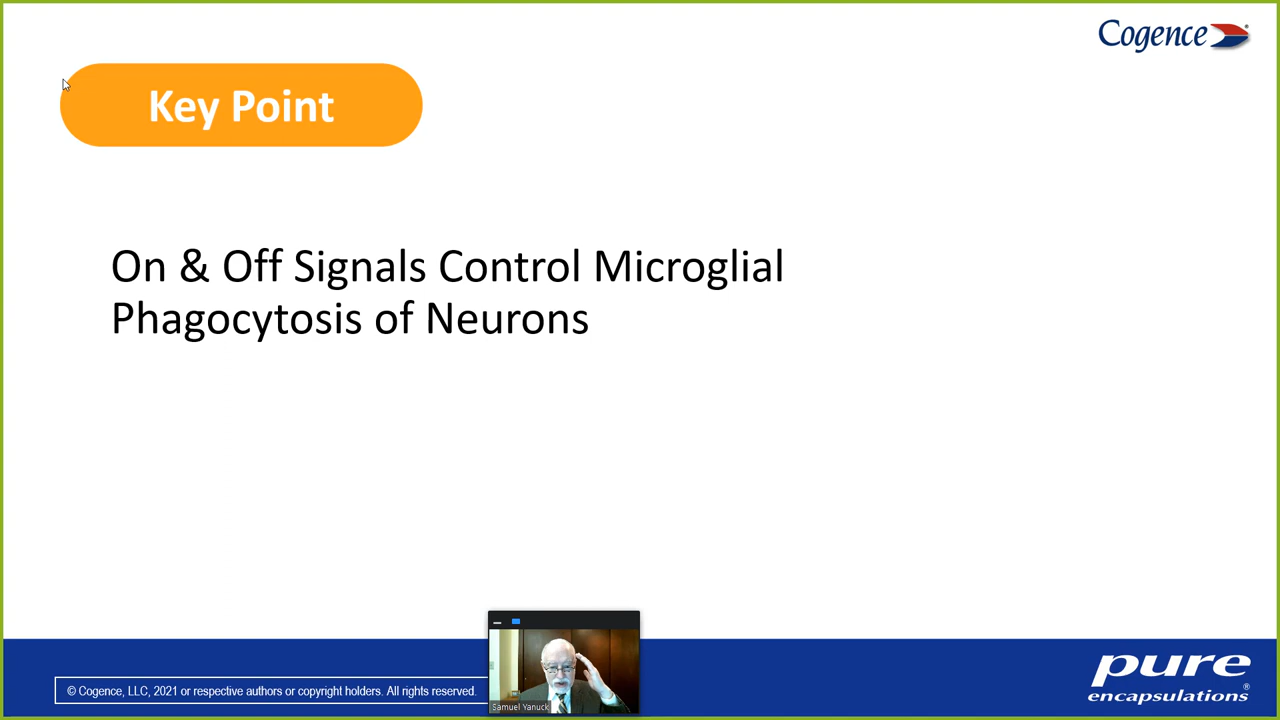 Cogence
Key Point
On & Off Signals Control Microglial
Phagocytosis of Neurons
© Cogence, LLC, 2021 or respective authors or copyright holders. All rights reserved.
Samuel Yanuck
pure
encapsulations®